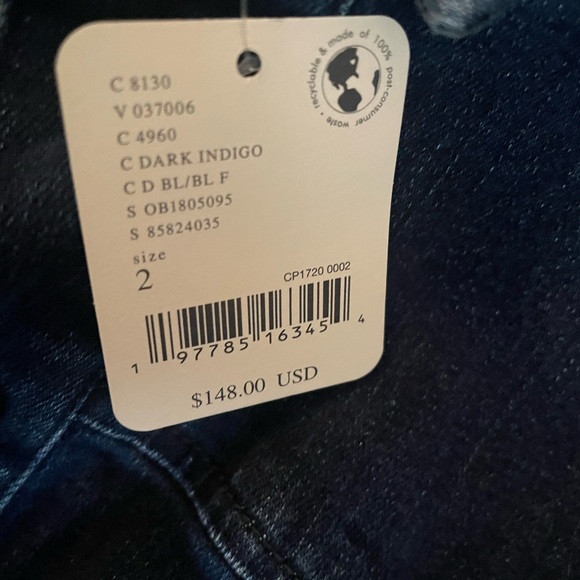 recyclable & made of 100% post-consumer waste •
C 8130
V 037006
C 4960
C DARK INDIGO
C D BL/BL F
S OB1805095
S 85824035
size
2
CP1720 0002
1 97785 16345 4
$148.00 USD